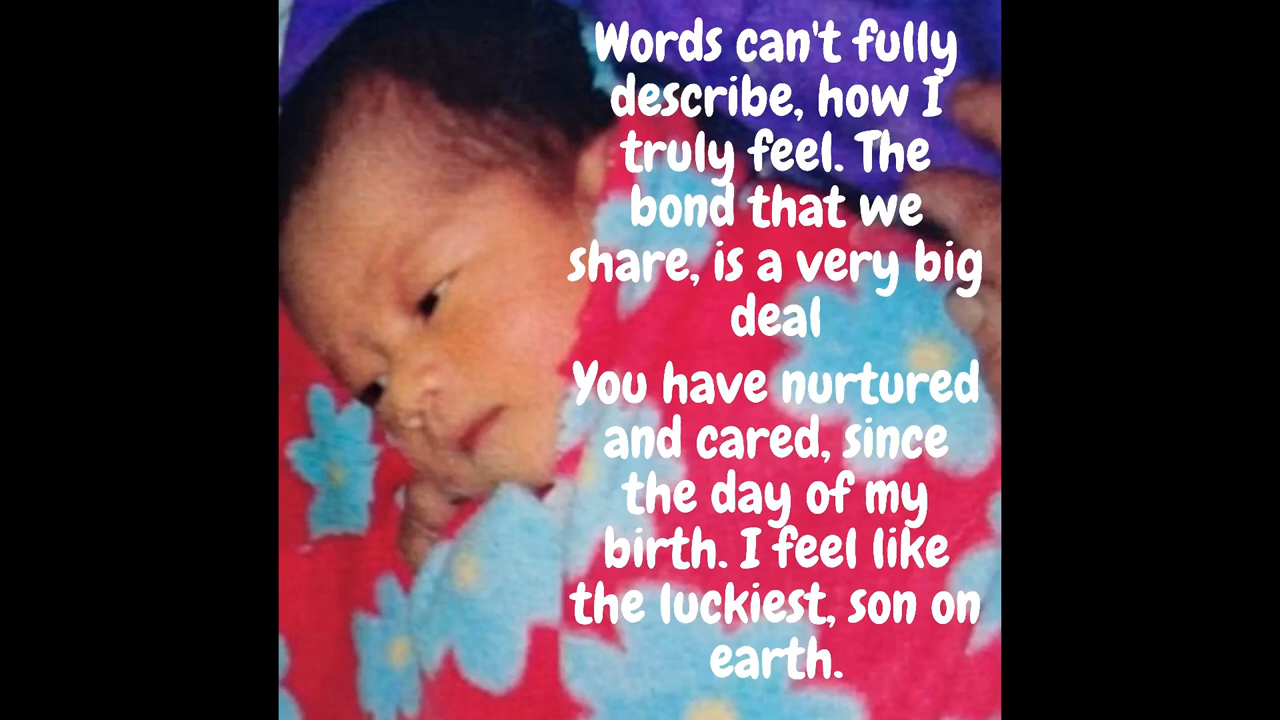 Words can't fully
describe, how I
truly feel. The
bond that we
share, is a very big
deal
You have nurtured
and cared, since
the day of my
birth. I feel like
the luckiest, son on
earth.